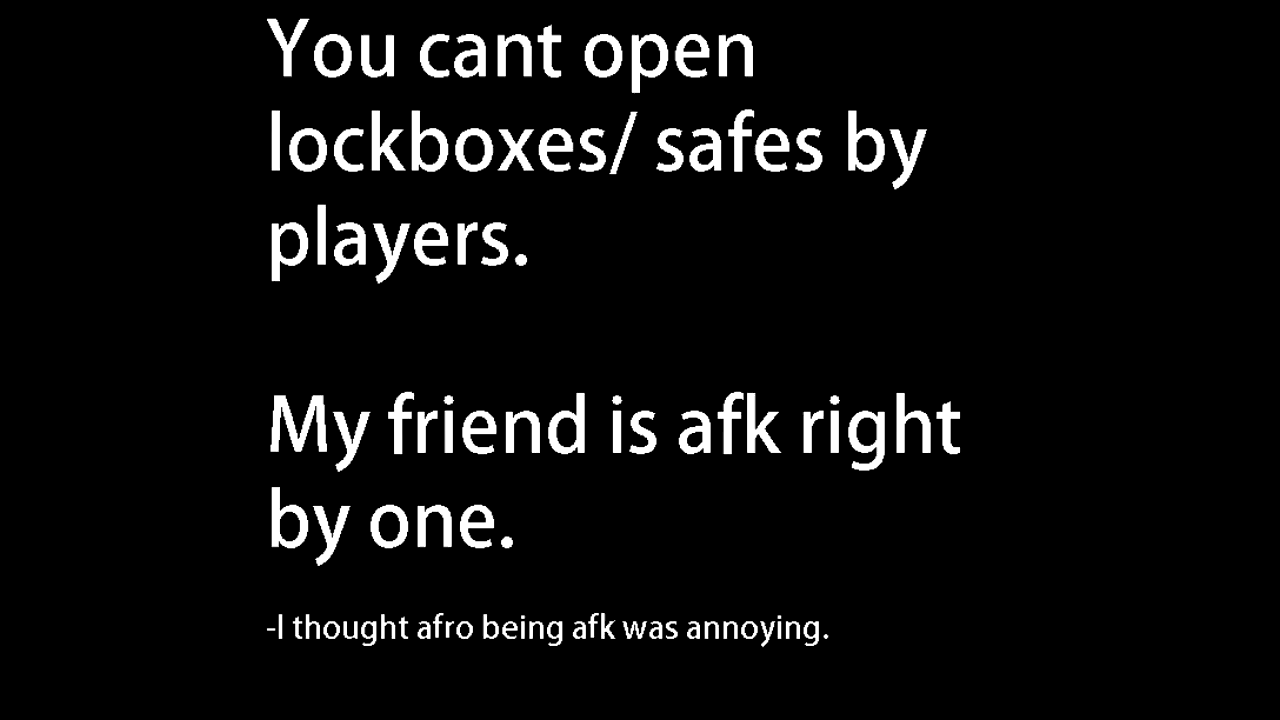 You cant open
lockboxes/ safes by
players.
My friend is afk right
by one.
-I thought afro being afk was annoying.